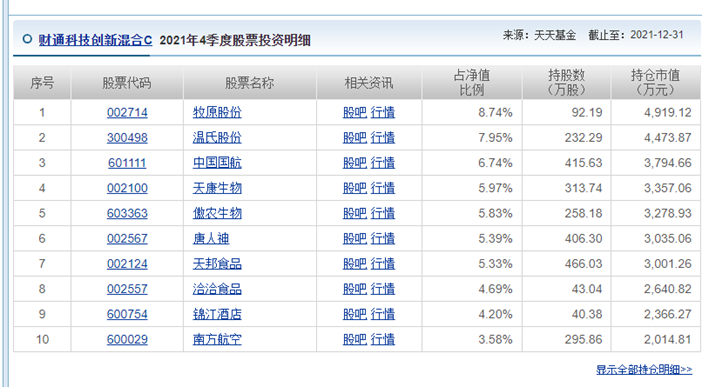 财通科技创新混合C 2021年4季度股票投资明细 来源：天天基金 截止至：2021-12-31
序号 股票代码 股票名称 相关资讯 占净值比例 持股数（万股） 持仓市值（万元）
1 002714 牧原股份 股吧 行情 8.74% 92.19 4,919.12
2 300498 温氏股份 股吧 行情 7.95% 232.29 4,473.87
3 601111 中国国航 股吧 行情 6.74% 415.63 3,794.66
4 002100 天康生物 股吧 行情 5.97% 313.74 3,357.06
5 603363 傲农生物 股吧 行情 5.83% 258.18 3,278.93
6 002567 唐人神 股吧 行情 5.39% 406.30 3,035.06
7 002124 天邦食品 股吧 行情 5.33% 466.03 3,001.26
8 002557 洽洽食品 股吧 行情 4.69% 43.04 2,640.82
9 600754 锦江酒店 股吧 行情 4.20% 40.38 2,366.27
10 600029 南方航空 股吧 行情 3.58% 295.86 2,014.81
显示全部持仓明细>>